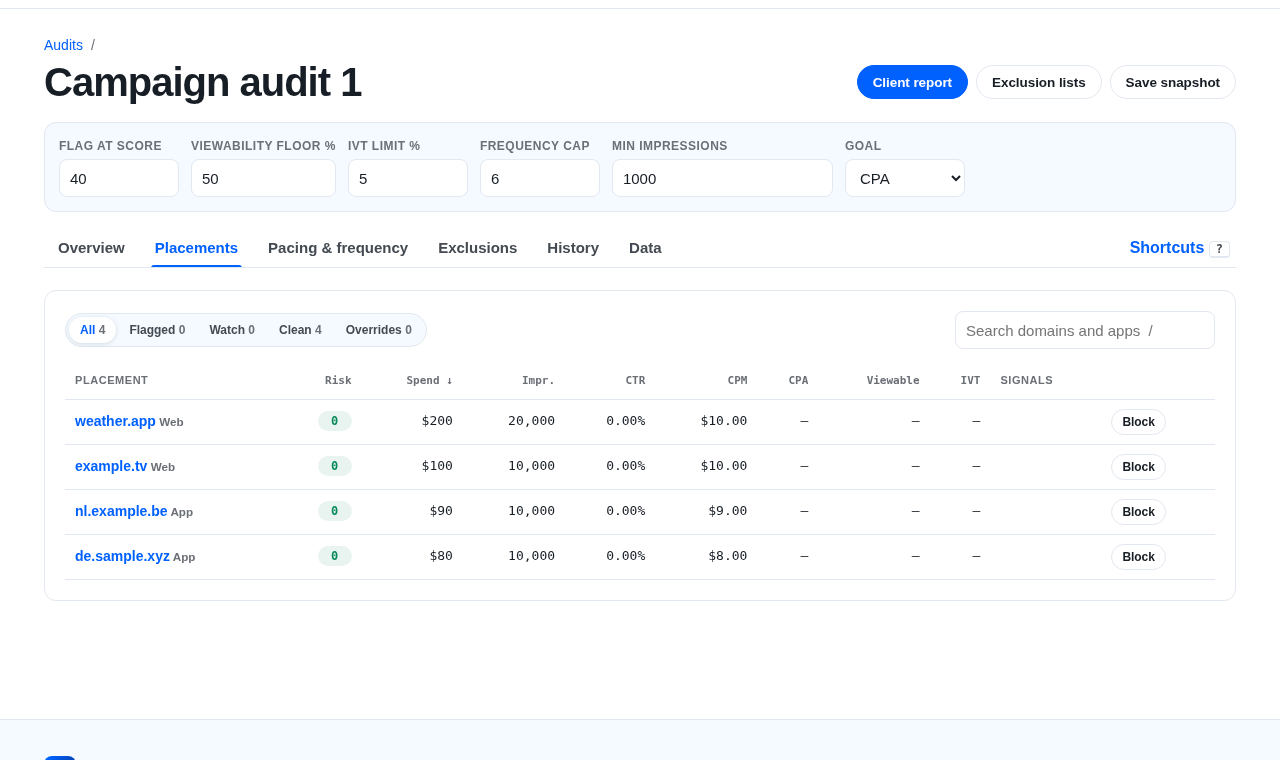 Audits /
Campaign audit 1
Client report Exclusion lists Save snapshot
FLAG AT SCORE VIEWABILITY FLOOR % IVT LIMIT % FREQUENCY CAP MIN IMPRESSIONS GOAL
40 50 5 6 1000 CPA
Overview Placements Pacing & frequency Exclusions History Data Shortcuts ?
All 4 Flagged 0 Watch 0 Clean 4 Overrides 0 Search domains and apps /
PLACEMENT Risk Spend ↓ Impr. CTR CPM CPA Viewable IVT SIGNALS
weather.app Web 0 $200 20,000 0.00% $10.00 — — — Block
example.tv Web 0 $100 10,000 0.00% $10.00 — — — Block
nl.example.be App 0 $90 10,000 0.00% $9.00 — — — Block
de.sample.xyz App 0 $80 10,000 0.00% $8.00 — — — Block